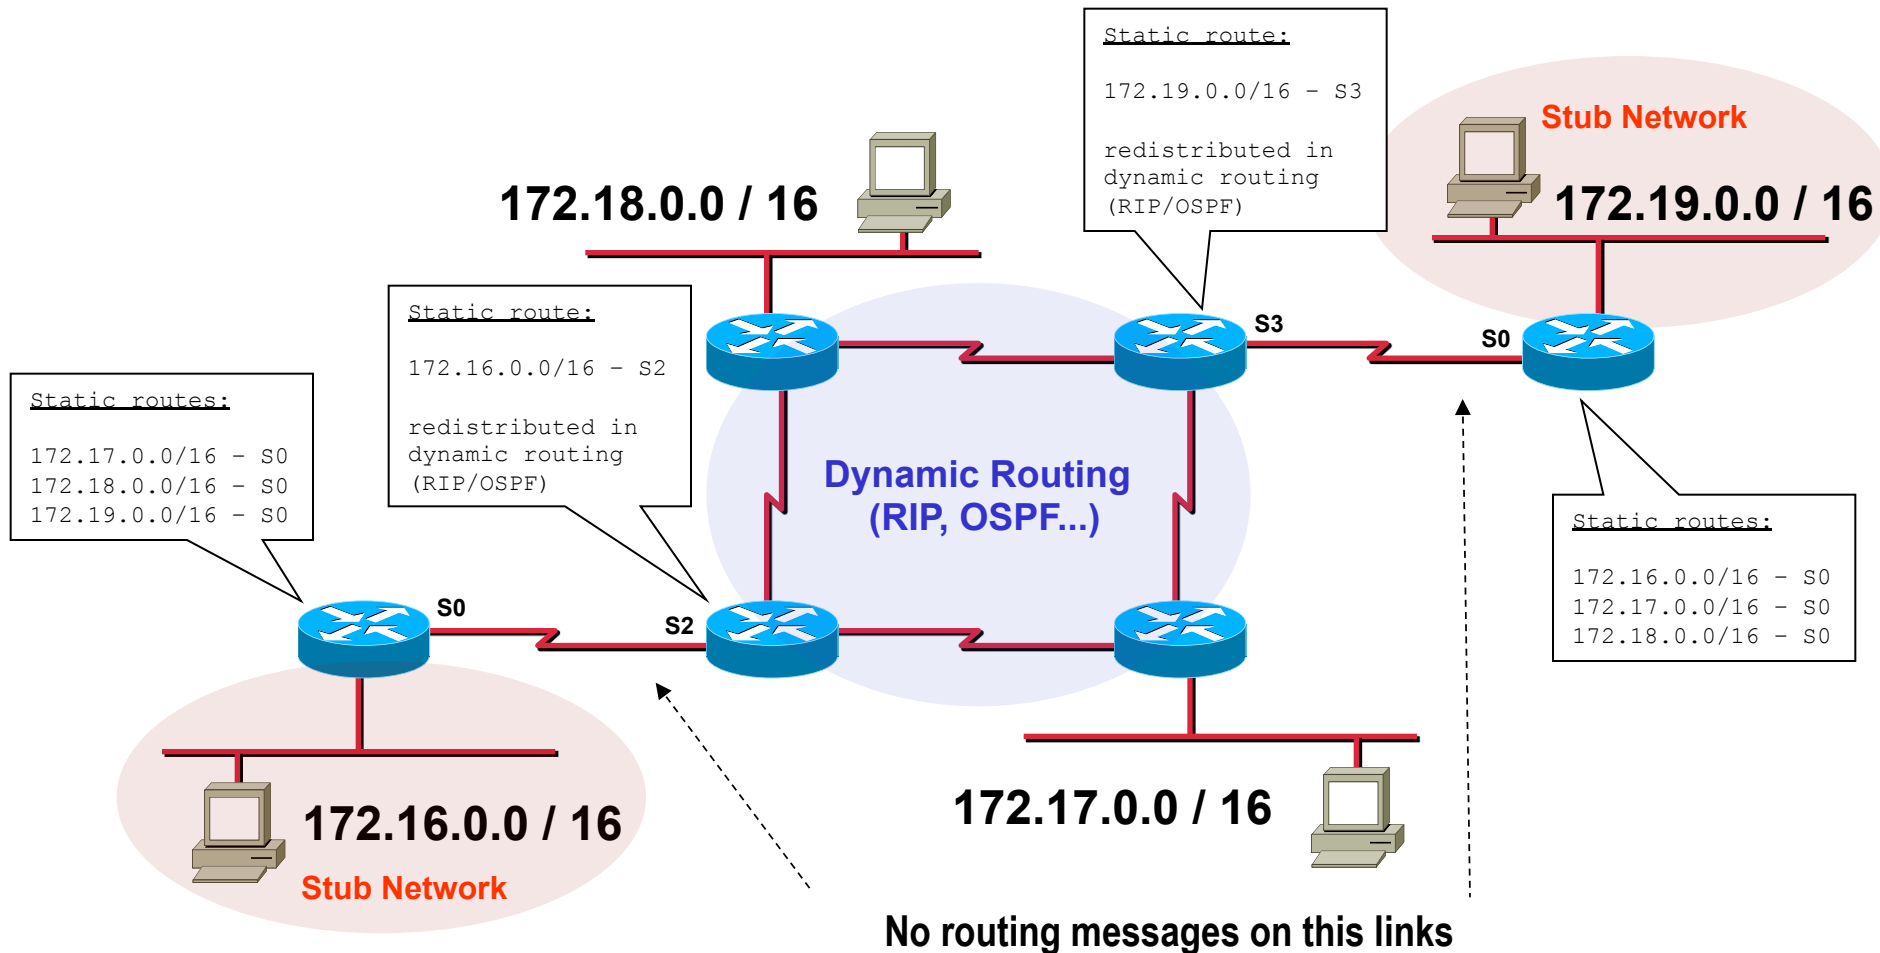 Static route:
172.19.0.0/16 – S3
redistributed in
dynamic routing
(RIP/OSPF)
Stub Network
172.19.0.0 / 16
172.18.0.0 / 16
Static route:
172.16.0.0/16 – S2
redistributed in
dynamic routing
(RIP/OSPF)
S3
S0
Static routes:
172.17.0.0/16 – S0
172.18.0.0/16 – S0
172.19.0.0/16 – S0
Dynamic Routing
(RIP, OSPF...)
Static routes:
172.16.0.0/16 – S0
172.17.0.0/16 – S0
172.18.0.0/16 – S0
S0
S2
172.16.0.0 / 16
Stub Network
172.17.0.0 / 16
No routing messages on this links